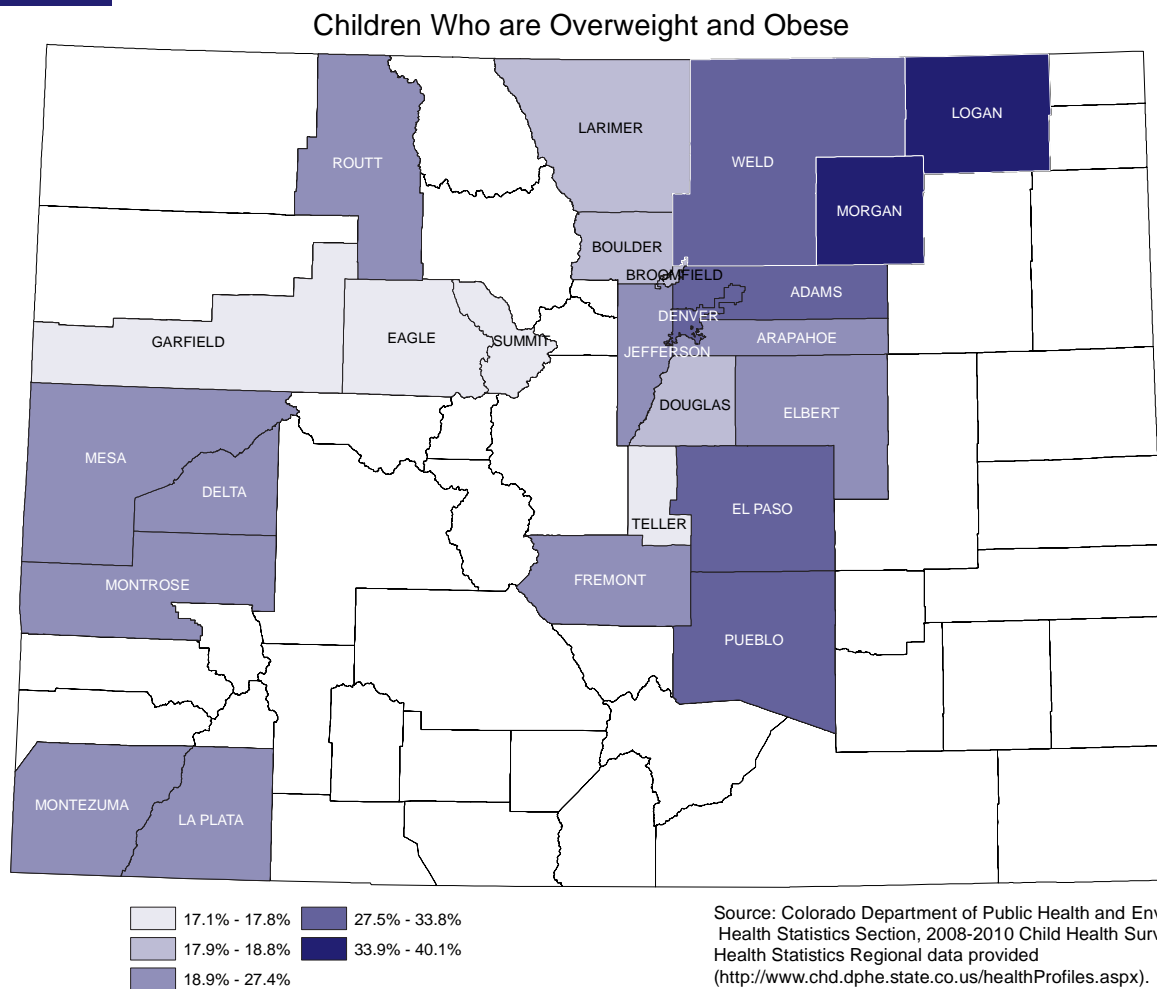 Children Who are Overweight and Obese
LOGAN
LARIMER
ROUTT
WELD
MORGAN
BOULDER
BROOMFIELD
ADAMS
DENVER
GARFIELD
EAGLE
SUMMIT
JEFFERSON
ARAPAHOE
DOUGLAS
ELBERT
MESA
DELTA
EL PASO
TELLER
MONTROSE
FREMONT
PUEBLO
MONTEZUMA
LA PLATA
17.1% - 17.8%
27.5% - 33.8%
17.9% - 18.8%
33.9% - 40.1%
18.9% - 27.4%
Source: Colorado Department of Public Health and Env
Health Statistics Section, 2008-2010 Child Health Surv
Health Statistics Regional data provided
(http://www.chd.dphe.state.co.us/healthProfiles.aspx).